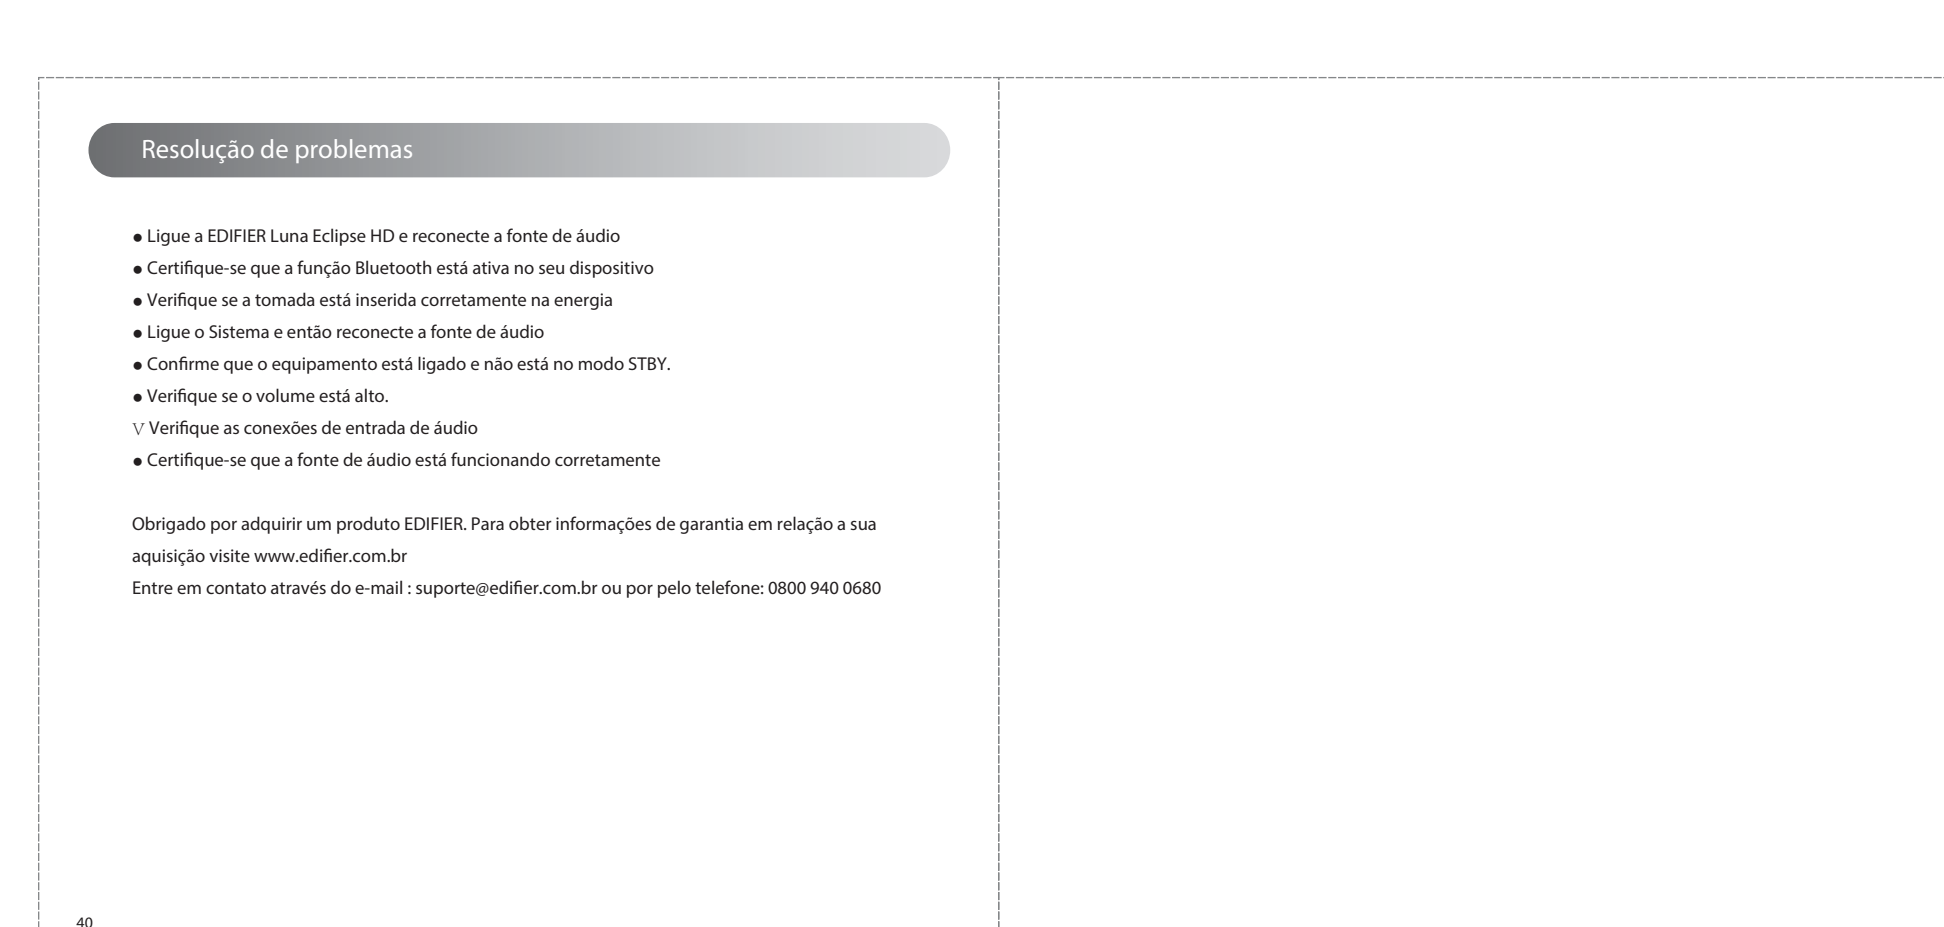 Resolução de problemas
● Ligue a EDIFIER Luna Eclipse HD e reconecte a fonte de áudio
● Certifique-se que a função Bluetooth está ativa no seu dispositivo
● Verifique se a tomada está inserida corretamente na energia
● Ligue o Sistema e então reconecte a fonte de áudio
● Confirme que o equipamento está ligado e não está no modo STBY.
● Verifique se o volume está alto.
V Verifique as conexões de entrada de áudio
● Certifique-se que a fonte de áudio está funcionando corretamente
Obrigado por adquirir um produto EDIFIER. Para obter informações de garantia em relação a sua
aquisição visite www.edifier.com.br
Entre em contato através do e-mail : suporte@edifier.com.br ou por pelo telefone: 0800 940 0680
40